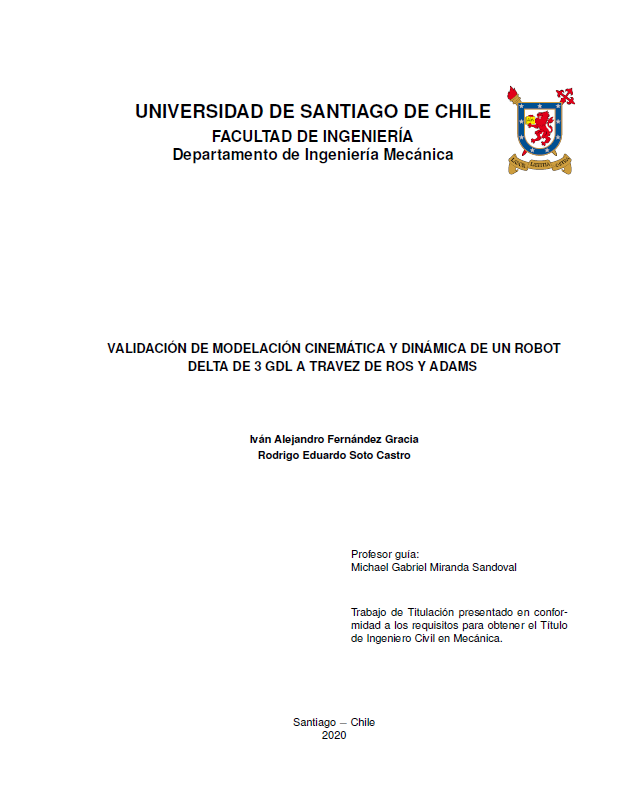 UNIVERSIDAD DE SANTIAGO DE CHILE
FACULTAD DE INGENIERÍA
Departamento de Ingeniería Mecánica
VALIDACIÓN DE MODELACIÓN CINEMÁTICA Y DINÁMICA DE UN ROBOT
DELTA DE 3 GDL A TRAVEZ DE ROS Y ADAMS
Iván Alejandro Fernández Gracia
Rodrigo Eduardo Soto Castro
Profesor guía:
Michael Gabriel Miranda Sandoval
Trabajo de Titulación presentado en confor-
midad a los requisitos para obtener el Título
de Ingeniero Civil en Mecánica.
Santiago – Chile
2020